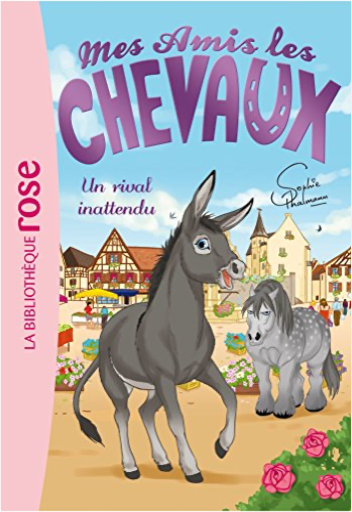 Mes Amis les
CHEVAUX
Sophie
Thalmann
Un rival
inattendu
LA BIBLIOTHÈQUE rose